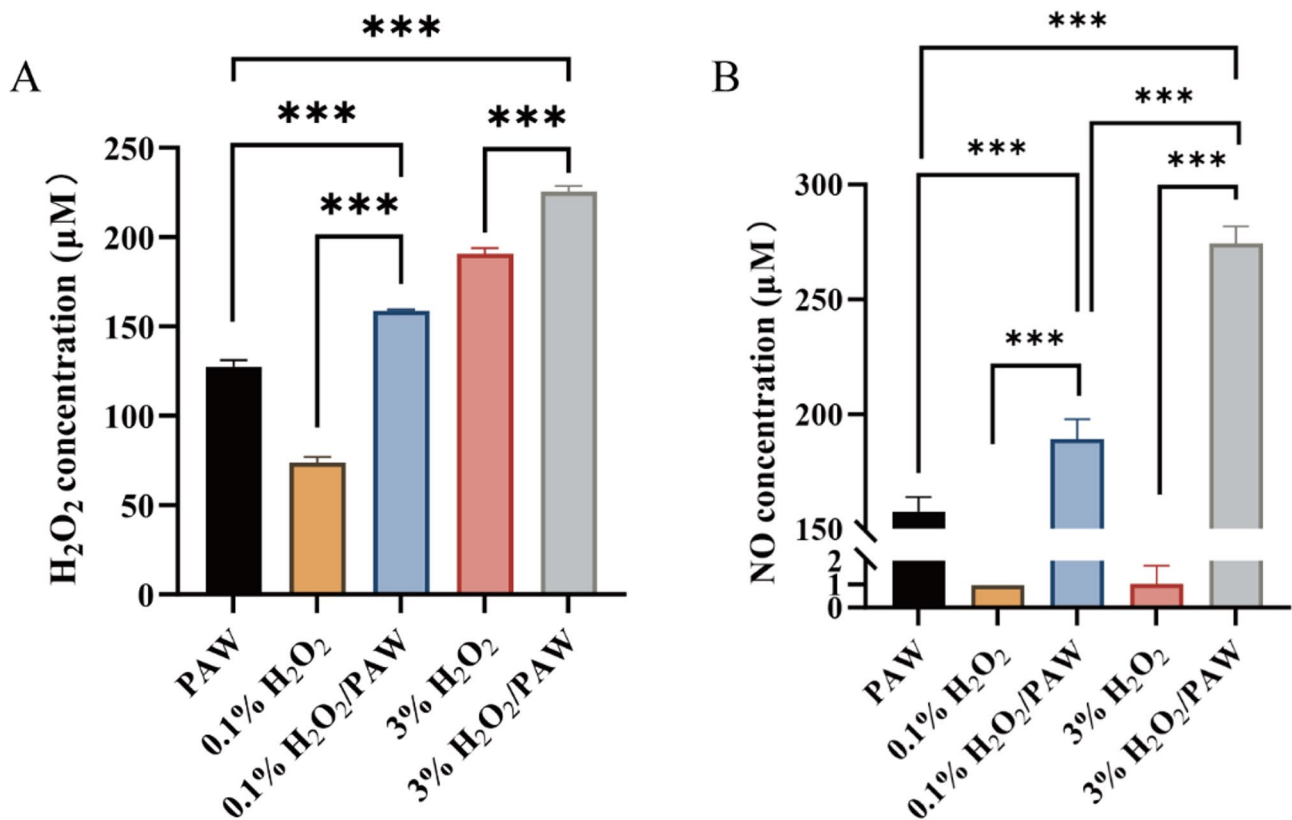 A
***
***
***
***
H₂O₂ concentration (μM)
250
200
150
100
50
0
PAW
0.1% H₂O₂
0.1% H₂O₂/PAW
3% H₂O₂
3% H₂O₂/PAW
B
***
***
***
***
***
NO concentration (μM)
300
250
200
150
2
1
0
PAW
0.1% H₂O₂
0.1% H₂O₂/PAW
3% H₂O₂
3% H₂O₂/PAW